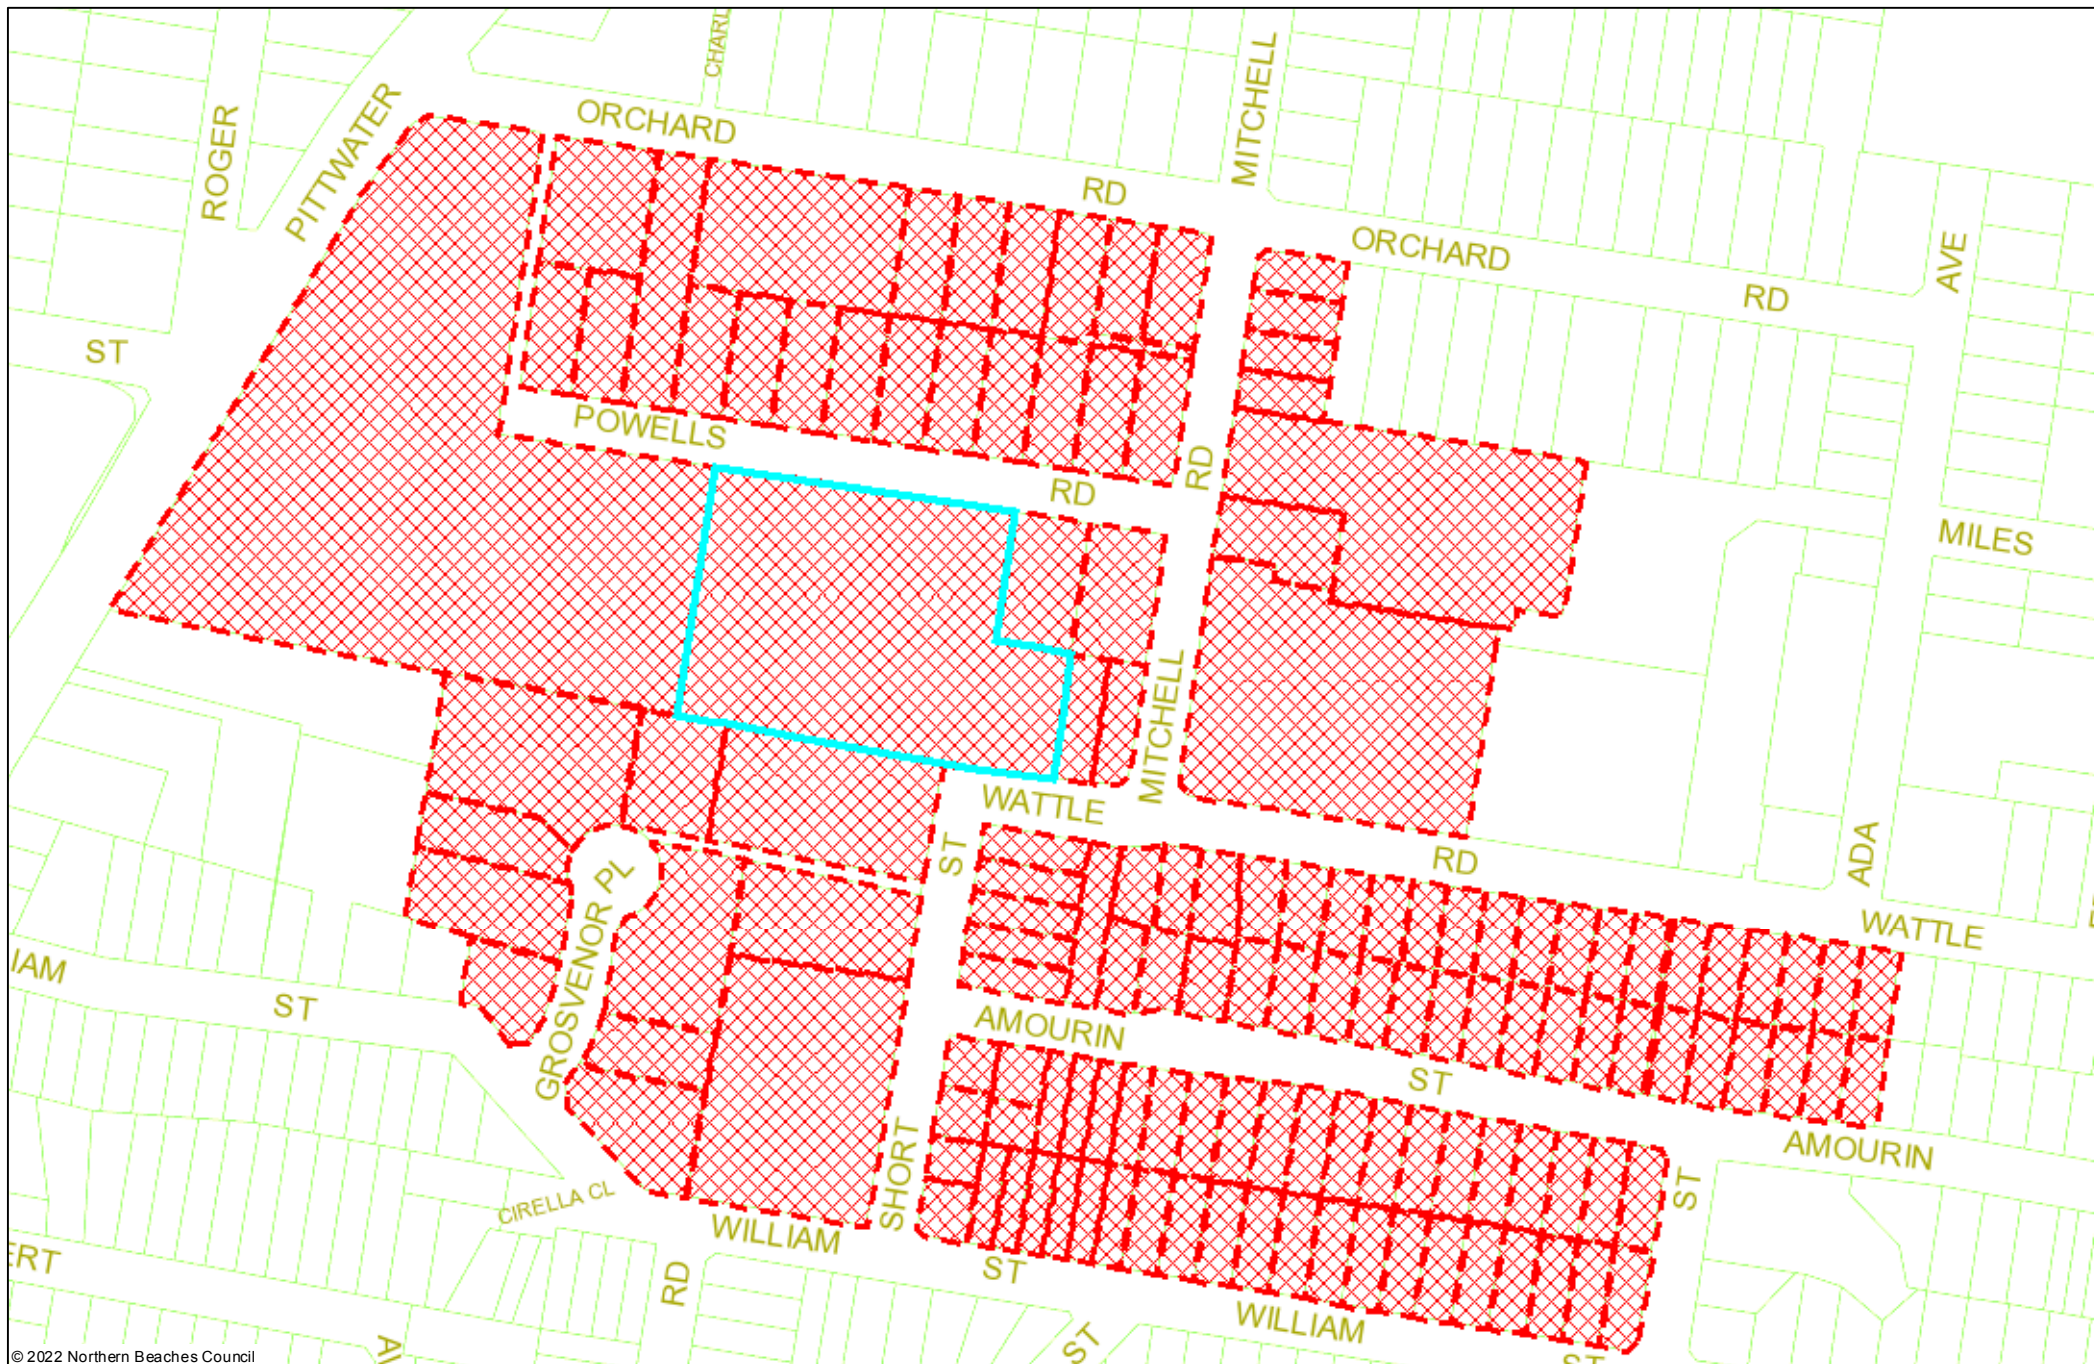 MITCHELL
ORCHARD
ROGER
PITTWATER
RD
ORCHARD
AVE
RD
ST
POWELLS
RD
RD
MILES
MITCHELL
WATTLE
ST
RD
ADA
PL
WATTLE
GROSVENOR
IAM
ST
AMOURIN
ST
AMOURIN
SHORT
ST
CIRELLA CL
WILLIAM
ERT
RD
ST
WILLIAM
ST
ST
© 2022 Northern Beaches Council